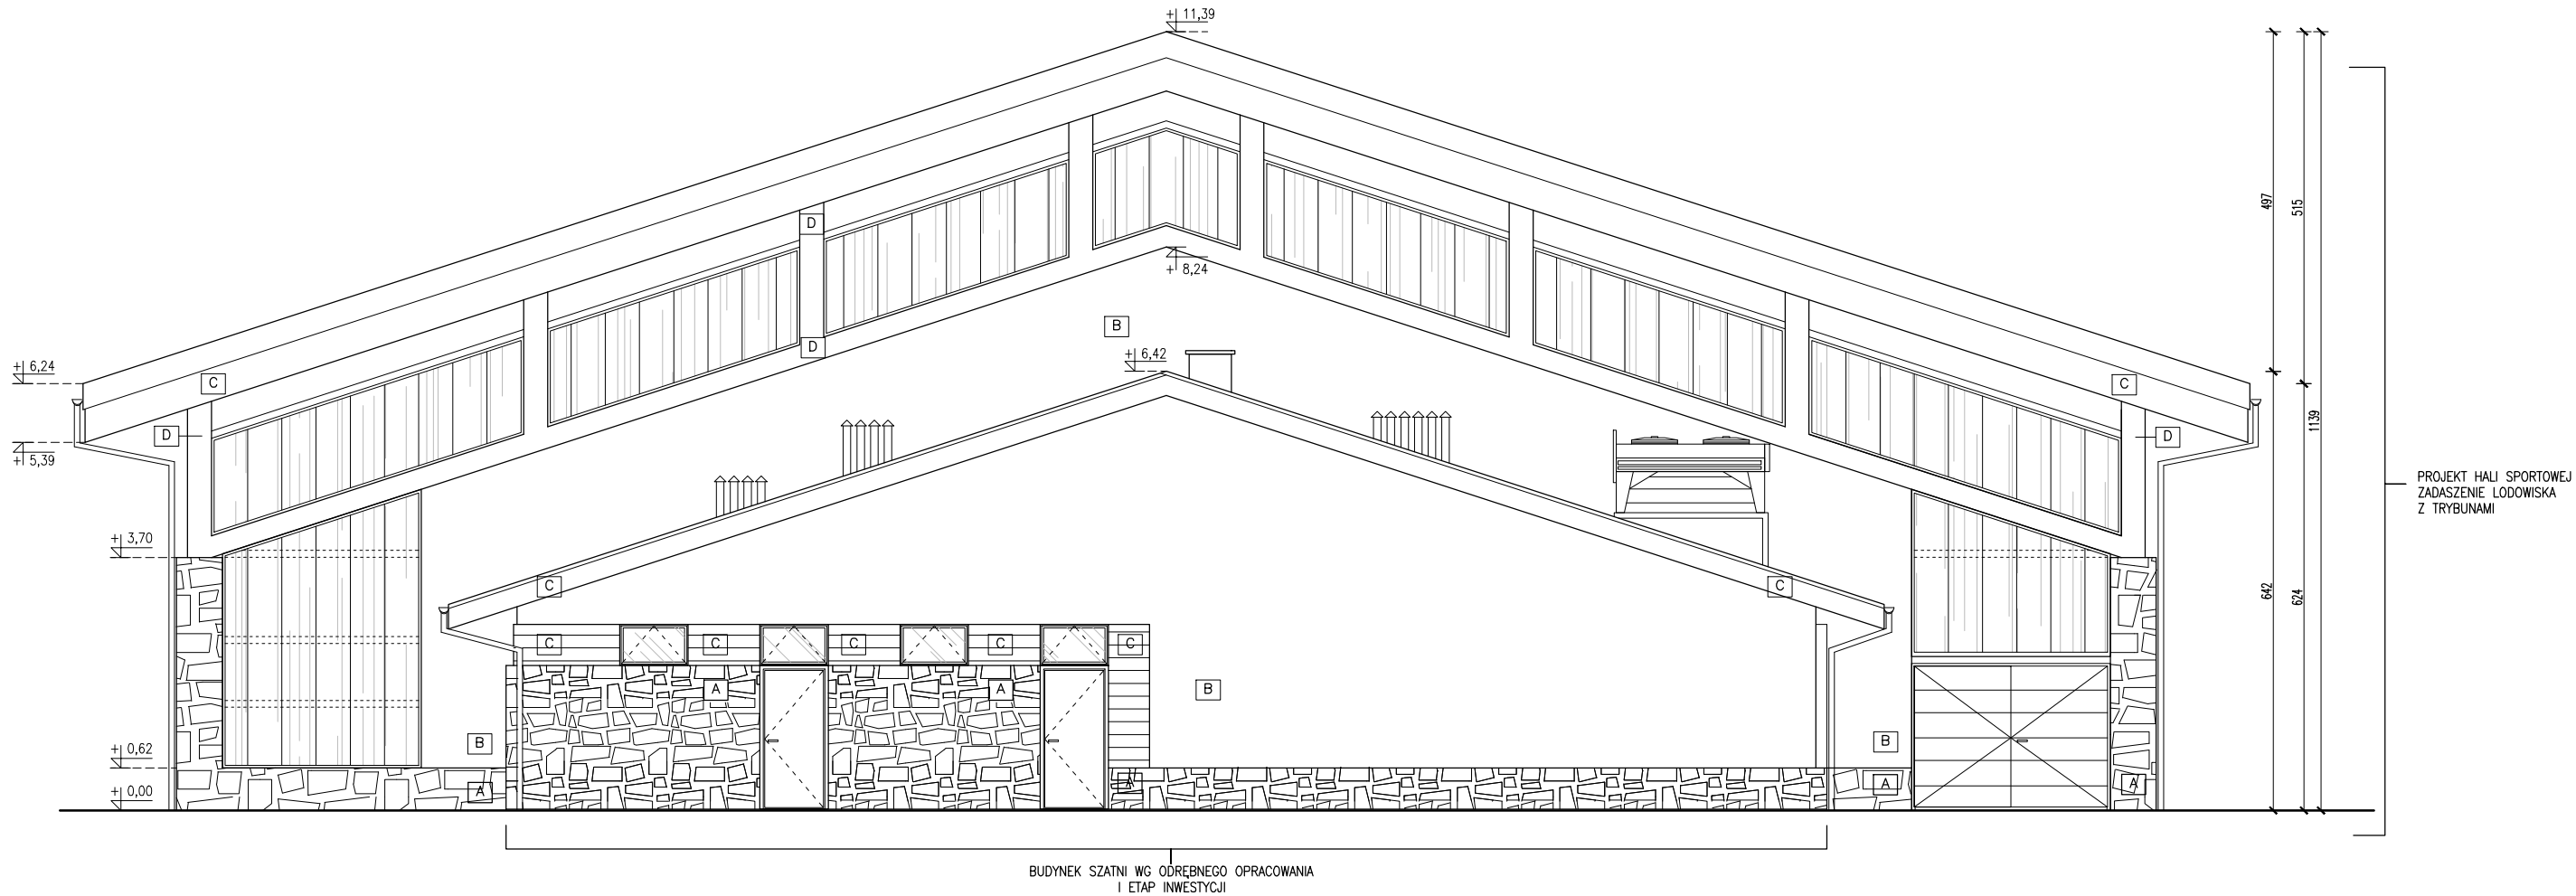 + 11,39
+ 8,24
B
+ 6,42
D
D
+ 6,24
C
C
D
D
+ 5,39
497
515
1139
PROJEKT HALI SPORTOWEJ
ZADASZENIE LODOWISKA
Z TRYBUNAMI
+ 3,70
C
C
642
624
C
C
C
C
C
A
A
B
B
B
+ 0,62
A
A
A
A
+ 0,00
BUDYNEK SZATNI WG ODRĘBNEGO OPRACOWANIA
I ETAP INWESTYCJI